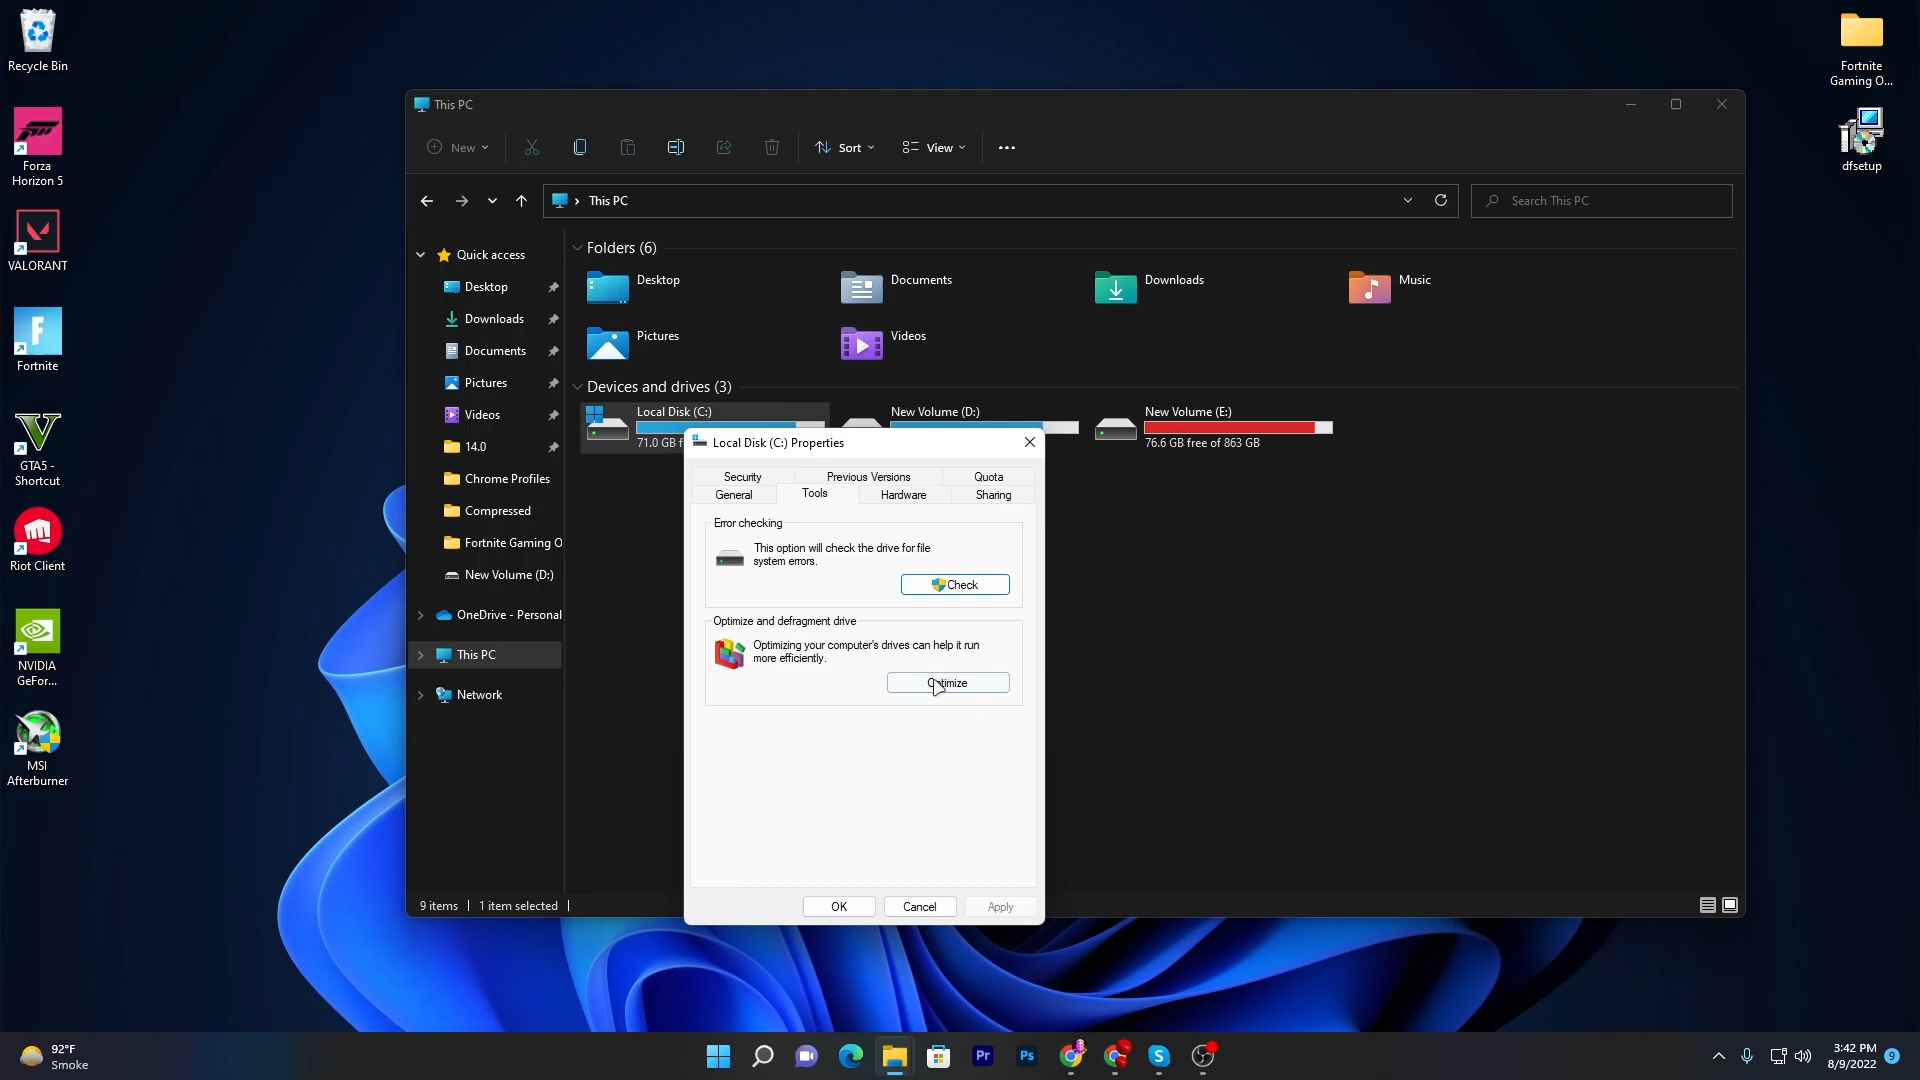 Recycle Bin
Forza
Horizon 5
VALORANT
Fortnite
GTA5 -
Shortcut
Riot Client
NVIDIA
GeFor...
MSI
Afterburner
Fortnite
Gaming O...
dfsetup
This PC
New
Sort
View
This PC
Search This PC
Quick access
Desktop
Downloads
Documents
Pictures
Videos
14.0
Chrome Profiles
Compressed
Fortnite Gaming O
New Volume (D:)
OneDrive - Personal
This PC
Network
Folders (6)
Desktop
Documents
Downloads
Music
Pictures
Videos
Devices and drives (3)
Local Disk (C:)
71.0 GB f
New Volume (D:)
New Volume (E:)
76.6 GB free of 863 GB
Local Disk (C:) Properties
Security
Previous Versions
Quota
General
Tools
Hardware
Sharing
Error checking
This option will check the drive for file
system errors.
Check
Optimize and defragment drive
Optimizing your computer's drives can help it run
more efficiently.
Optimize
OK
Cancel
Apply
9 items
1 item selected
92°F
Smoke
Pr
Ps
3:42 PM
8/9/2022
9